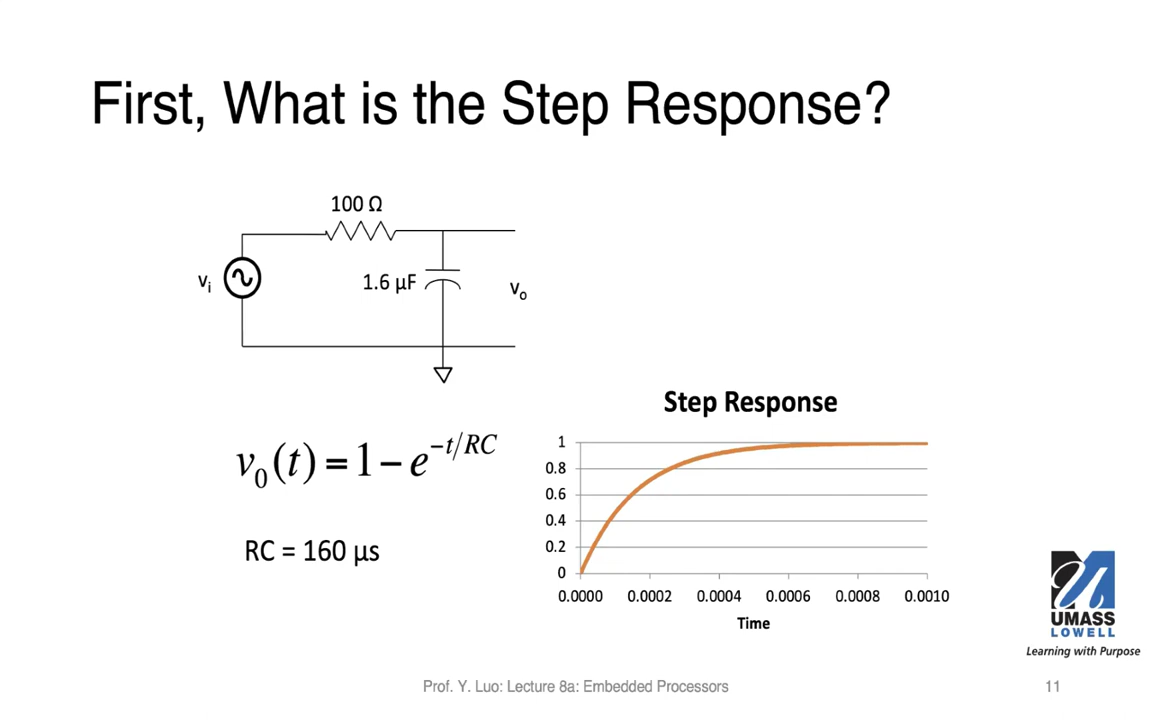 First, What is the Step Response?
100 Ω
vi
1.6 µF
vo
Step Response
v0(t) = 1 − e^−t/RC
RC = 160 µs
1
0.8
0.6
0.4
0.2
0
0.0000 0.0002 0.0004 0.0006 0.0008 0.0010
Time
UMASS
LOWELL
Learning with Purpose
Prof. Y. Luo: Lecture 8a: Embedded Processors
11